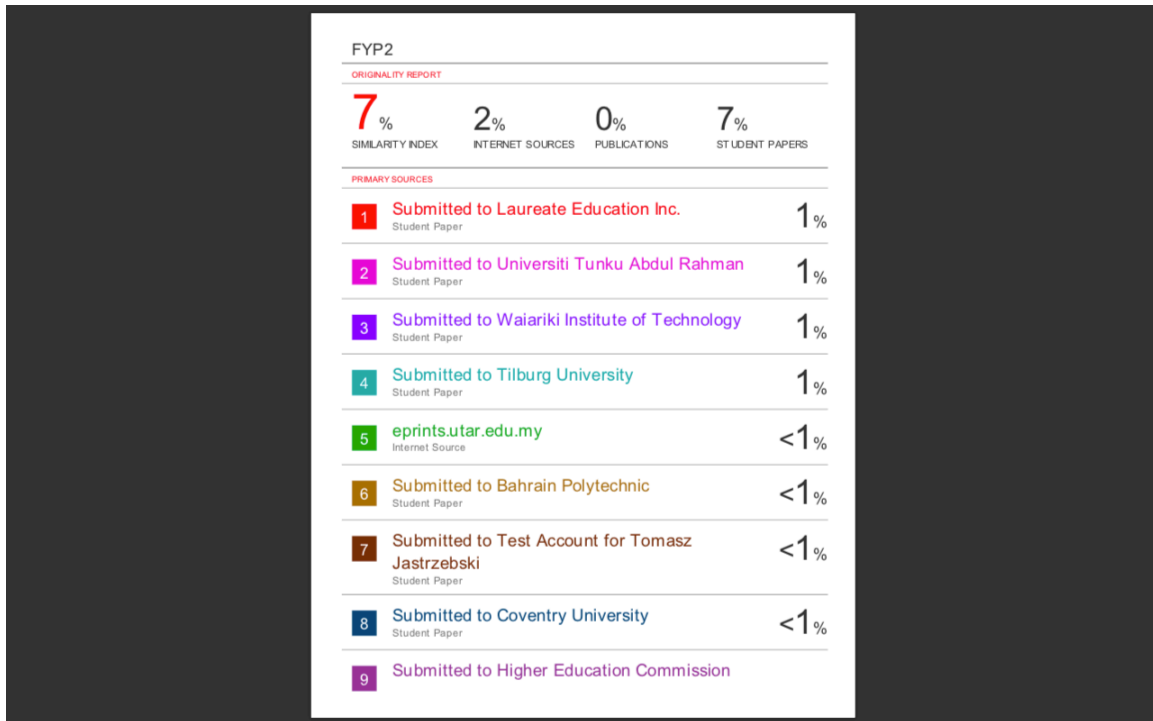 FYP2
ORIGINALITY REPORT
7%
2%
0%
7%
SIMILARITY INDEX
INTERNET SOURCES
PUBLICATIONS
STUDENT PAPERS
PRIMARY SOURCES
1
Submitted to Laureate Education Inc.
Student Paper
1%
2
Submitted to Universiti Tunku Abdul Rahman
Student Paper
1%
3
Submitted to Waiariki Institute of Technology
Student Paper
1%
4
Submitted to Tilburg University
Student Paper
1%
5
eprints.utar.edu.my
Internet Source
<1%
6
Submitted to Bahrain Polytechnic
Student Paper
<1%
7
Submitted to Test Account for Tomasz
Jastrzebski
Student Paper
<1%
8
Submitted to Coventry University
Student Paper
<1%
9
Submitted to Higher Education Commission